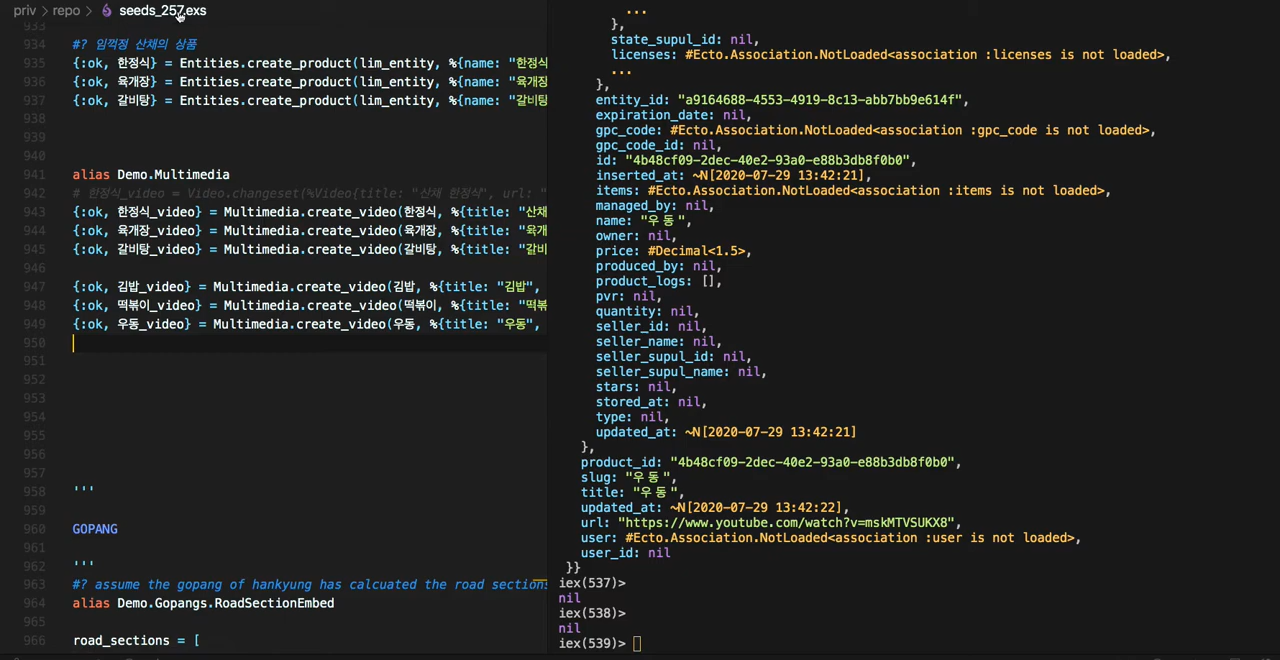 priv > repo > seeds_257.exs
933
934 #? 임꺽정 산채의 상품
935 {:ok, 한정식} = Entities.create_product(lim_entity, %{name: "한정식
936 {:ok, 육개장} = Entities.create_product(lim_entity, %{name: "육개장
937 {:ok, 갈비탕} = Entities.create_product(lim_entity, %{name: "갈비탕
938
939
940
941 alias Demo.Multimedia
942 # 한정식_video = Video.changeset(%Video{title: "산채 한정식", url: "
943 {:ok, 한정식_video} = Multimedia.create_video(한정식, %{title: "산채
944 {:ok, 육개장_video} = Multimedia.create_video(육개장, %{title: "육개
945 {:ok, 갈비탕_video} = Multimedia.create_video(갈비탕, %{title: "갈비
946
947 {:ok, 김밥_video} = Multimedia.create_video(김밥, %{title: "김밥",
948 {:ok, 떡볶이_video} = Multimedia.create_video(떡볶이, %{title: "떡볶
949 {:ok, 우동_video} = Multimedia.create_video(우동, %{title: "우동",
950
951
952
953
954
955
956
957
958 '''
959
960 GOPANG
961
962 '''
963 #? assume the gopang of hankyung has calcuated the road sections
964 alias Demo.Gopangs.RoadSectionEmbed
965
966 road_sections = [
...
},
state_supul_id: nil,
licenses: #Ecto.Association.NotLoaded<association :licenses is not loaded>,
...
},
entity_id: "a9164688-4553-4919-8c13-abb7bb9e614f",
expiration_date: nil,
gpc_code: #Ecto.Association.NotLoaded<association :gpc_code is not loaded>,
gpc_code_id: nil,
id: "4b48cf09-2dec-40e2-93a0-e88b3db8f0b0",
inserted_at: ~N[2020-07-29 13:42:21],
items: #Ecto.Association.NotLoaded<association :items is not loaded>,
managed_by: nil,
name: "우동",
owner: nil,
price: #Decimal<1.5>,
produced_by: nil,
product_logs: [],
pvr: nil,
quantity: nil,
seller_id: nil,
seller_name: nil,
seller_supul_id: nil,
seller_supul_name: nil,
stars: nil,
stored_at: nil,
type: nil,
updated_at: ~N[2020-07-29 13:42:21]
},
product_id: "4b48cf09-2dec-40e2-93a0-e88b3db8f0b0",
slug: "우동",
title: "우동",
updated_at: ~N[2020-07-29 13:42:22],
url: "https://www.youtube.com/watch?v=mskMTVSUKX8",
user: #Ecto.Association.NotLoaded<association :user is not loaded>,
user_id: nil
}}
iex(537)>
nil
iex(538)>
nil
iex(539)>